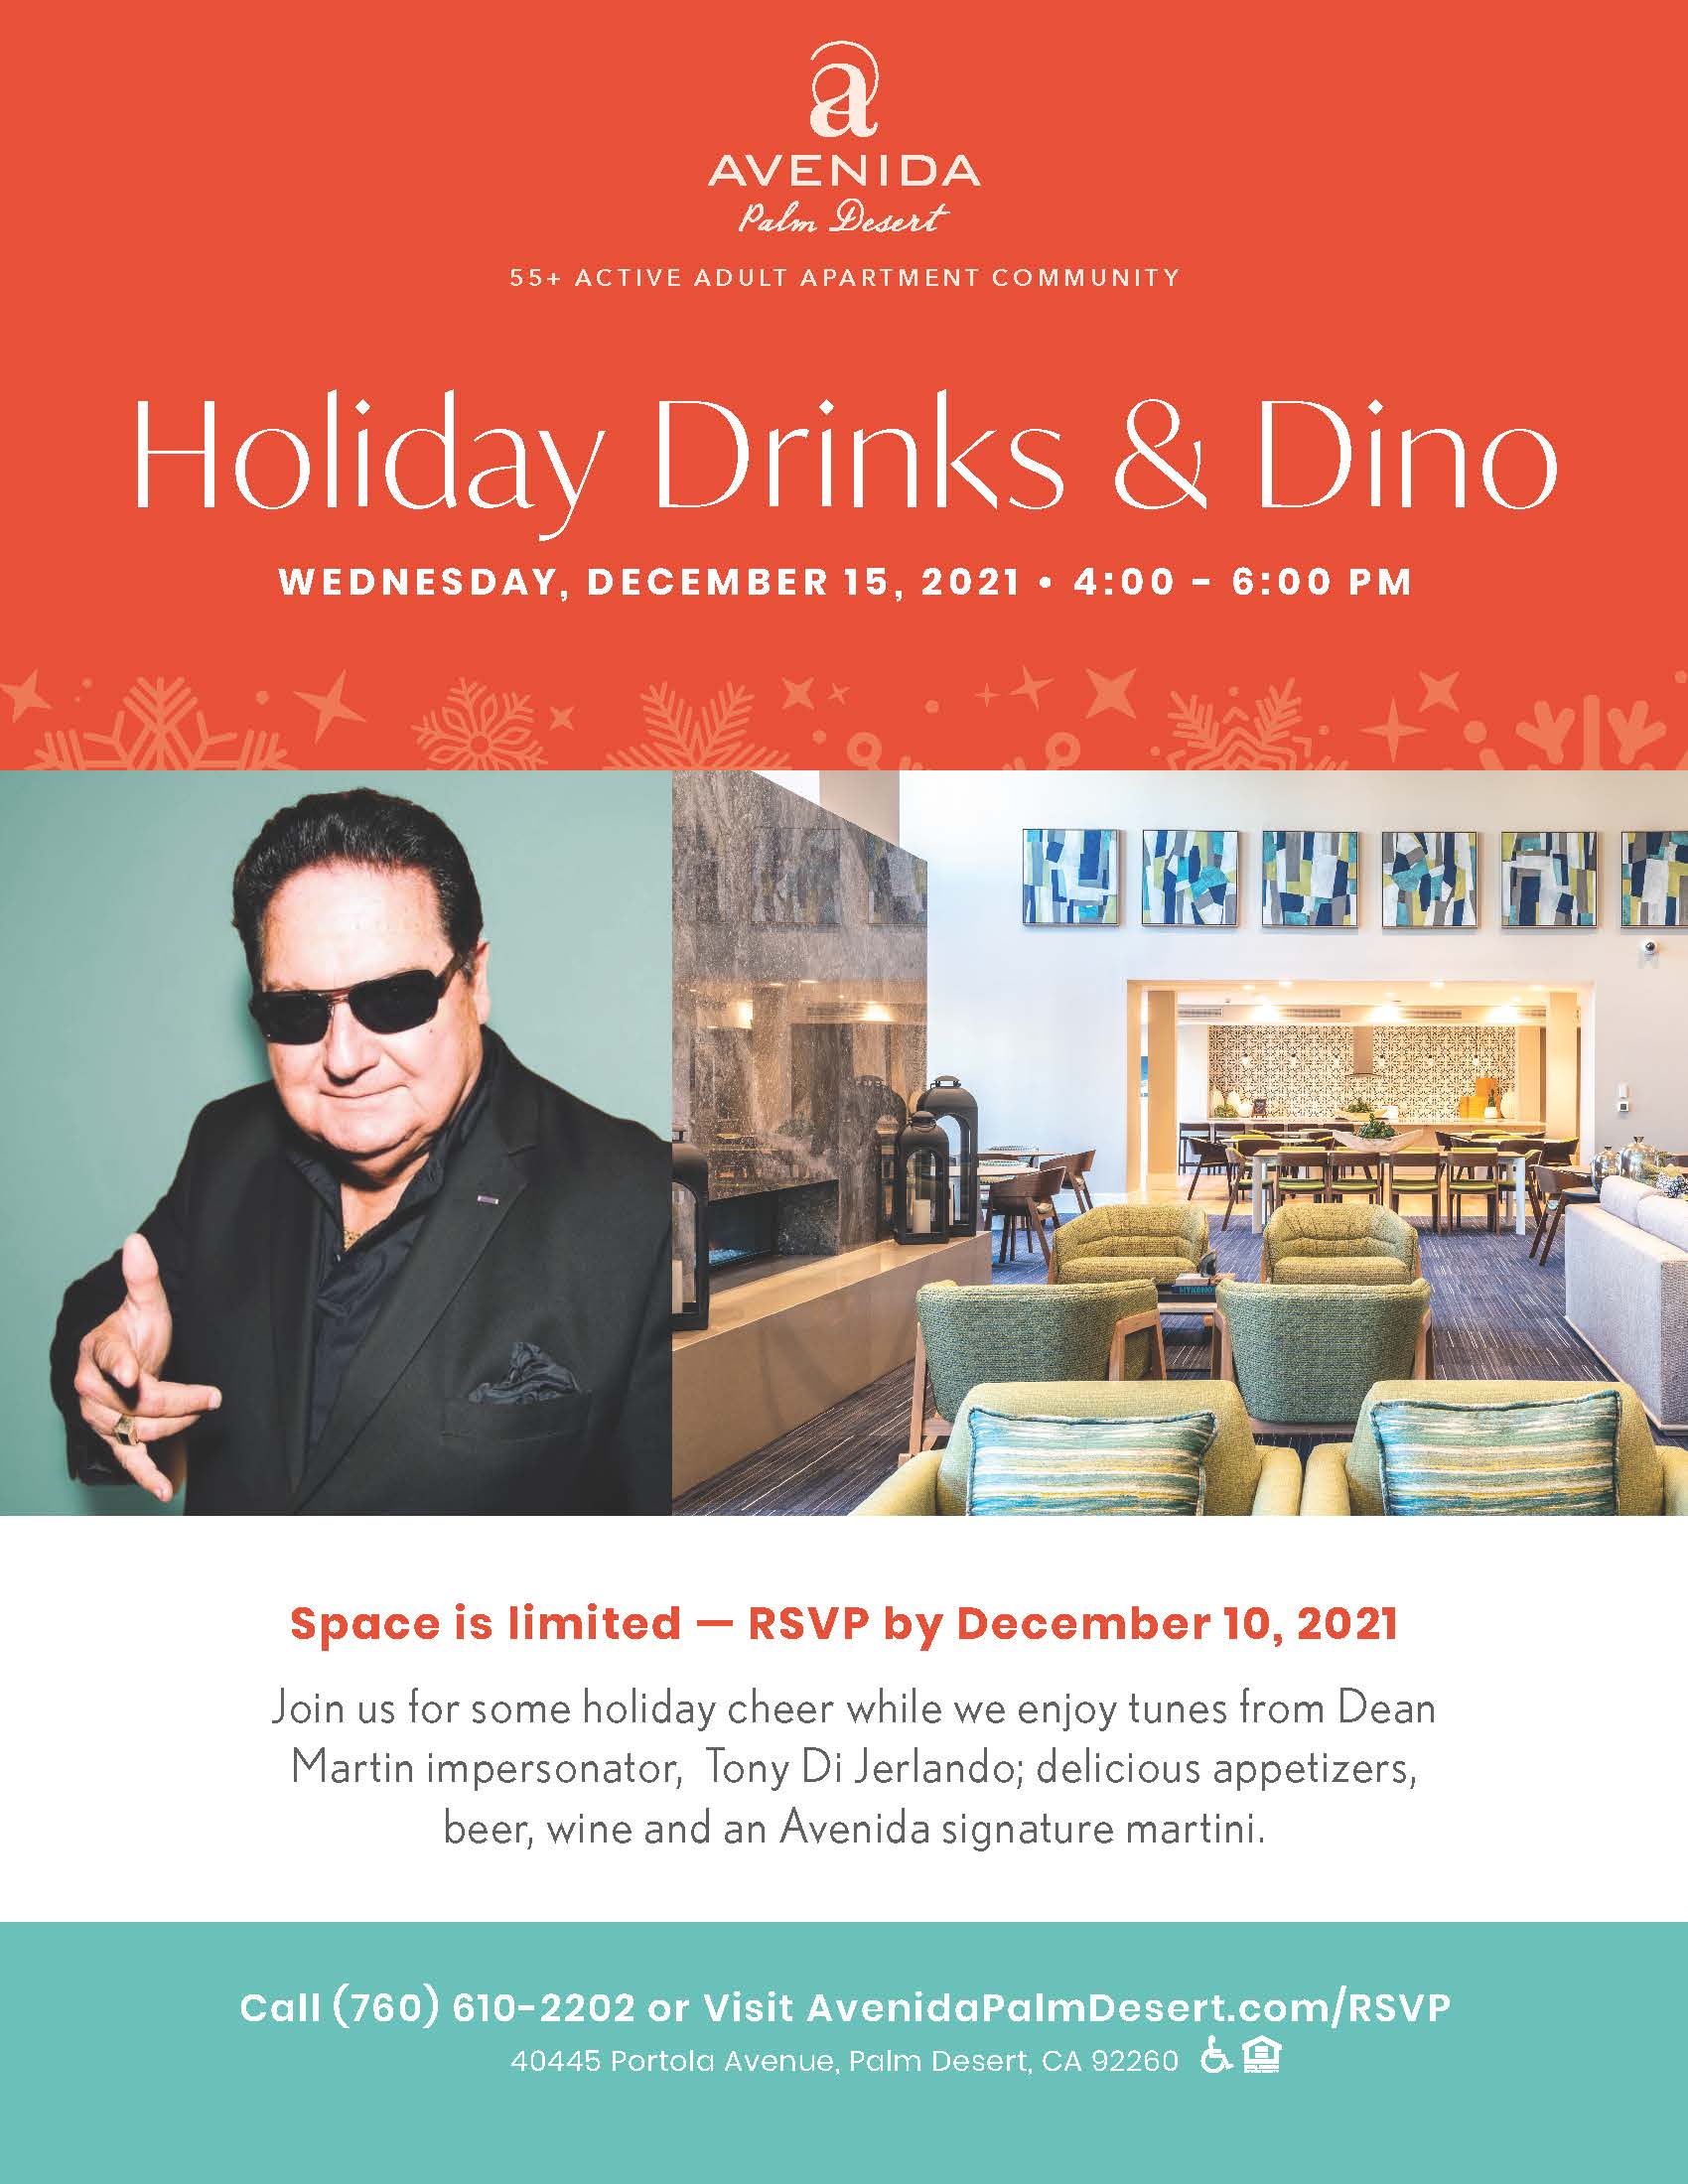 a
AVENIDA
Palm Desert
55+ ACTIVE ADULT APARTMENT COMMUNITY
Holiday Drinks & Dino
WEDNESDAY, DECEMBER 15, 2021 • 4:00 - 6:00 PM
Space is limited — RSVP by December 10, 2021
Join us for some holiday cheer while we enjoy tunes from Dean
Martin impersonator, Tony Di Jerlando; delicious appetizers,
beer, wine and an Avenida signature martini.
Call (760) 610-2202 or Visit AvenidaPalmDesert.com/RSVP
40445 Portola Avenue, Palm Desert, CA 92260